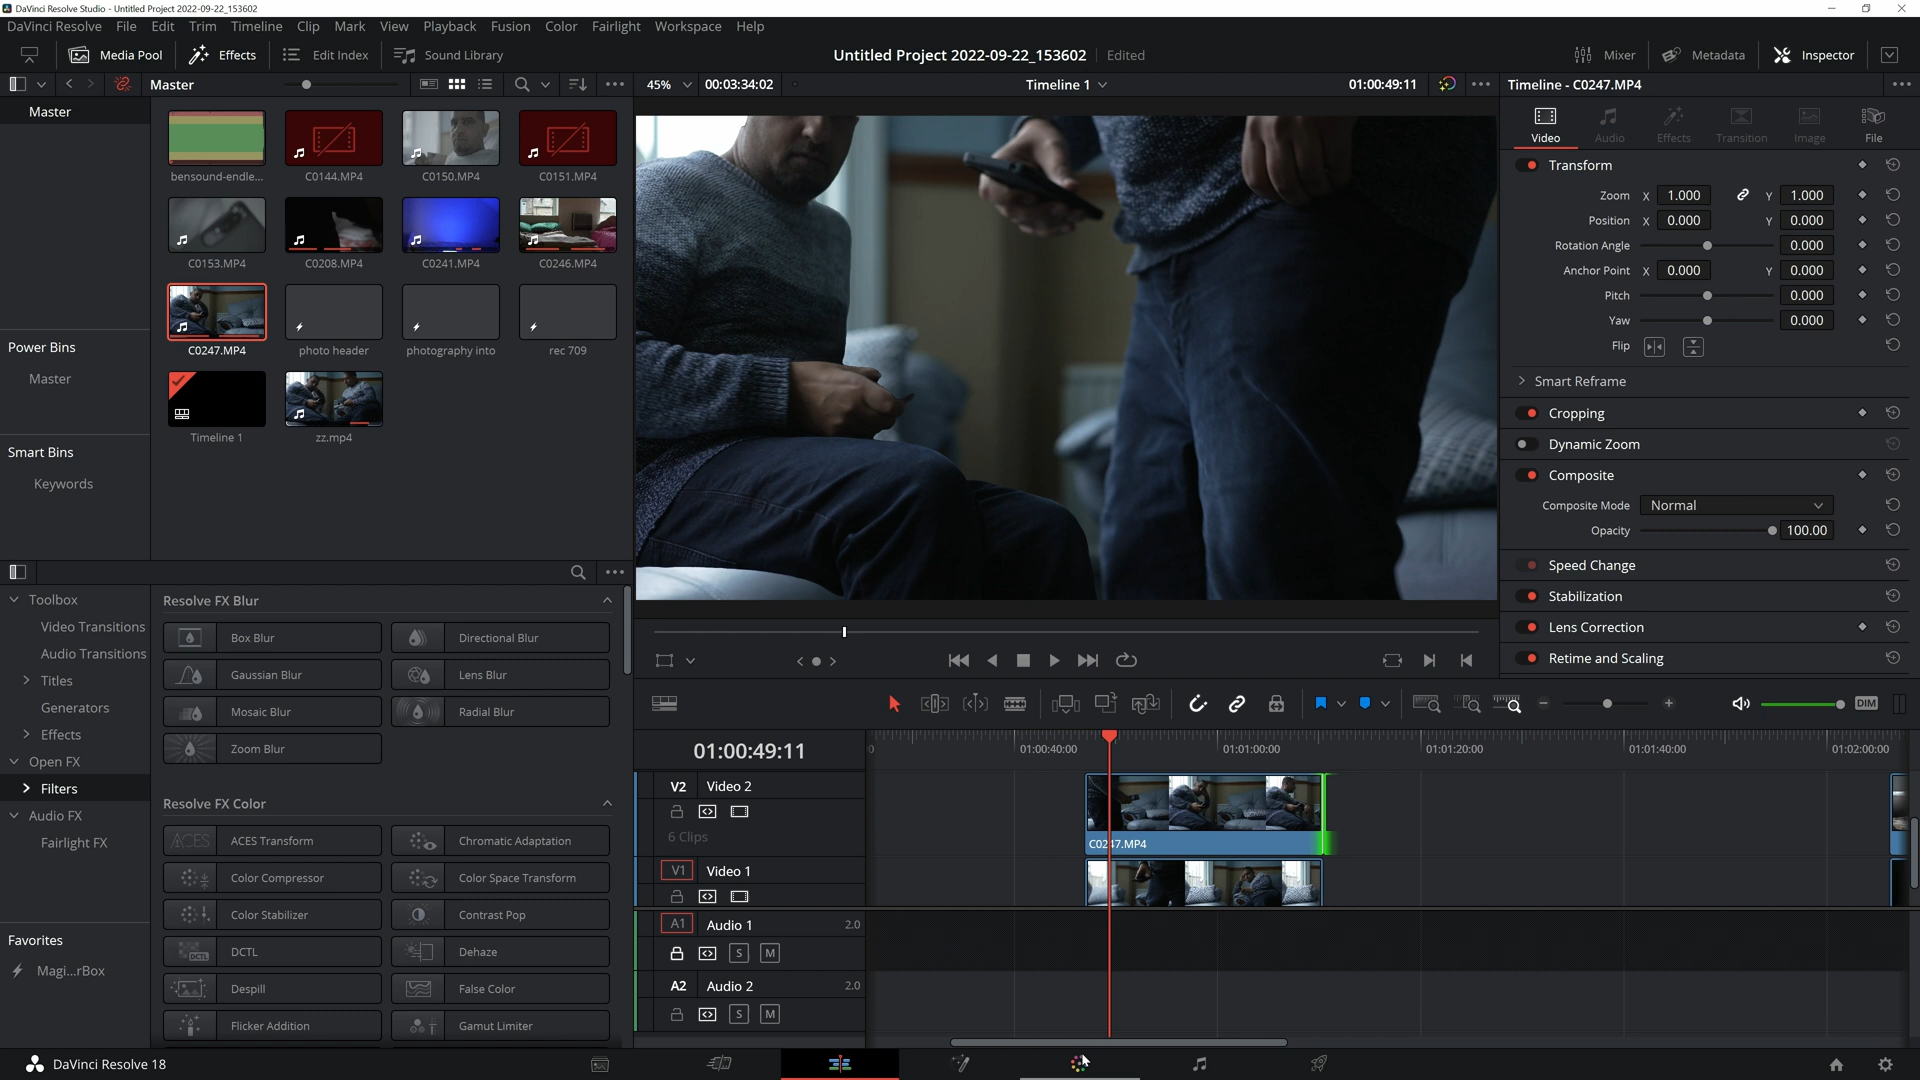 DaVinci Resolve Studio - Untitled Project 2022-09-22_153602
DaVinci Resolve File Edit Trim Timeline Clip Mark View Playback Fusion Color Fairlight Workspace Help
Media Pool Effects Edit Index Sound Library
Untitled Project 2022-09-22_153602 Edited
Mixer Metadata Inspector
Master
45% 00:03:34:02 Timeline 1 01:00:49:11
Timeline - C0247.MP4
Master
bensound-endle... C0144.MP4 C0150.MP4 C0151.MP4
C0153.MP4 C0208.MP4 C0241.MP4 C0246.MP4
C0247.MP4 photo header photography into rec 709
Timeline 1 zz.mp4
Power Bins
Master
Smart Bins
Keywords
Video Audio Effects Transition Image File
Transform
Zoom X 1.000 Y 1.000
Position X 0.000 Y 0.000
Rotation Angle 0.000
Anchor Point X 0.000 Y 0.000
Pitch 0.000
Yaw 0.000
Flip
Smart Reframe
Cropping
Dynamic Zoom
Composite
Composite Mode Normal
Opacity 100.00
Speed Change
Stabilization
Lens Correction
Retime and Scaling
Toolbox
Video Transitions
Audio Transitions
Titles
Generators
Effects
Open FX
Filters
Audio FX
Fairlight FX
Favorites
Magi...rBox
Resolve FX Blur
Box Blur Directional Blur
Gaussian Blur Lens Blur
Mosaic Blur Radial Blur
Zoom Blur
Resolve FX Color
ACES ACES Transform Chromatic Adaptation
Color Compressor Color Space Transform
Color Stabilizer Contrast Pop
DCTL DCTL Dehaze
Despill False Color
Flicker Addition Gamut Limiter
DIM
01:00:49:11
0 01:00:40:00 01:01:00:00 01:01:20:00 01:01:40:00 01:02:00:00
V2 Video 2
6 Clips
C0247.MP4
V1 Video 1
A1 Audio 1 2.0
S M
A2 Audio 2 2.0
S M
DaVinci Resolve 18